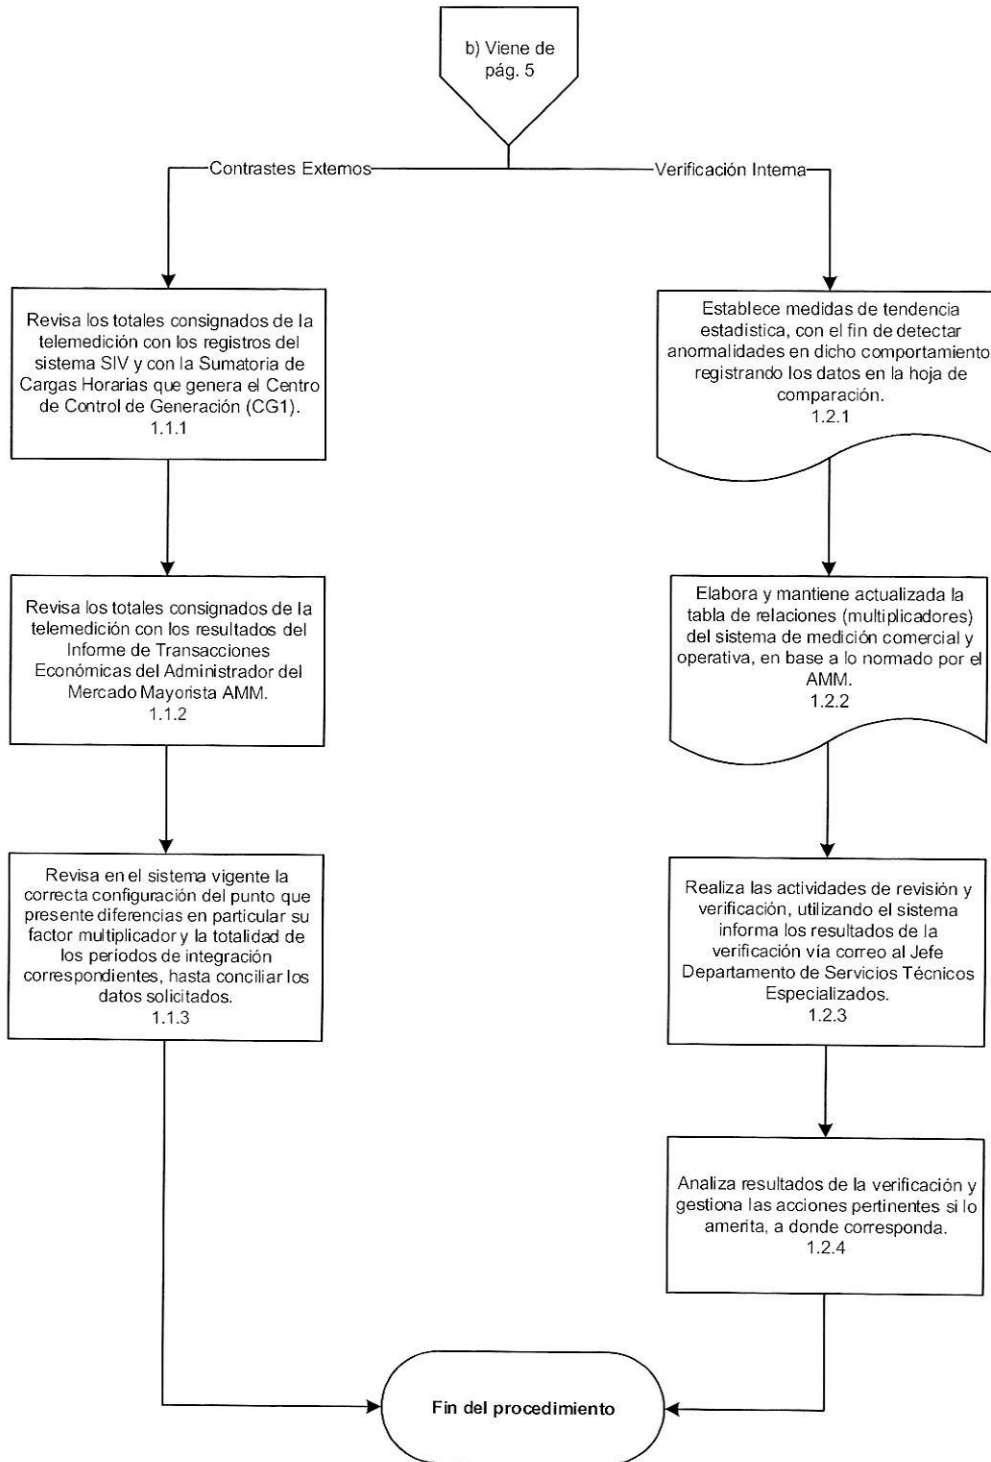 b) Viene de
pág. 5
Contrastes Externos
Verificación Interna
Revisa los totales consignados de la
telemedición con los registros del
sistema SIV y con la Sumatoria de
Cargas Horarias que genera el Centro
de Control de Generación (CG1).
1.1.1
Revisa los totales consignados de la
telemedición con los resultados del
Informe de Transacciones
Económicas del Administrador del
Mercado Mayorista AMM.
1.1.2
Revisa en el sistema vigente la
correcta configuración del punto que
presente diferencias en particular su
factor multiplicador y la totalidad de
los períodos de integración
correspondientes, hasta conciliar los
datos solicitados.
1.1.3
Establece medidas de tendencia
estadística, con el fin de detectar
anormalidades en dicho comportamiento
registrando los datos en la hoja de
comparación.
1.2.1
Elabora y mantiene actualizada la
tabla de relaciones (multiplicadores)
del sistema de medición comercial y
operativa, en base a lo normado por el
AMM.
1.2.2
Realiza las actividades de revisión y
verificación, utilizando el sistema
informa los resultados de la
verificación vía correo al Jefe
Departamento de Servicios Técnicos
Especializados.
1.2.3
Analiza resultados de la verificación y
gestiona las acciones pertinentes si lo
amerita, a donde corresponda.
1.2.4
Fin del procedimiento